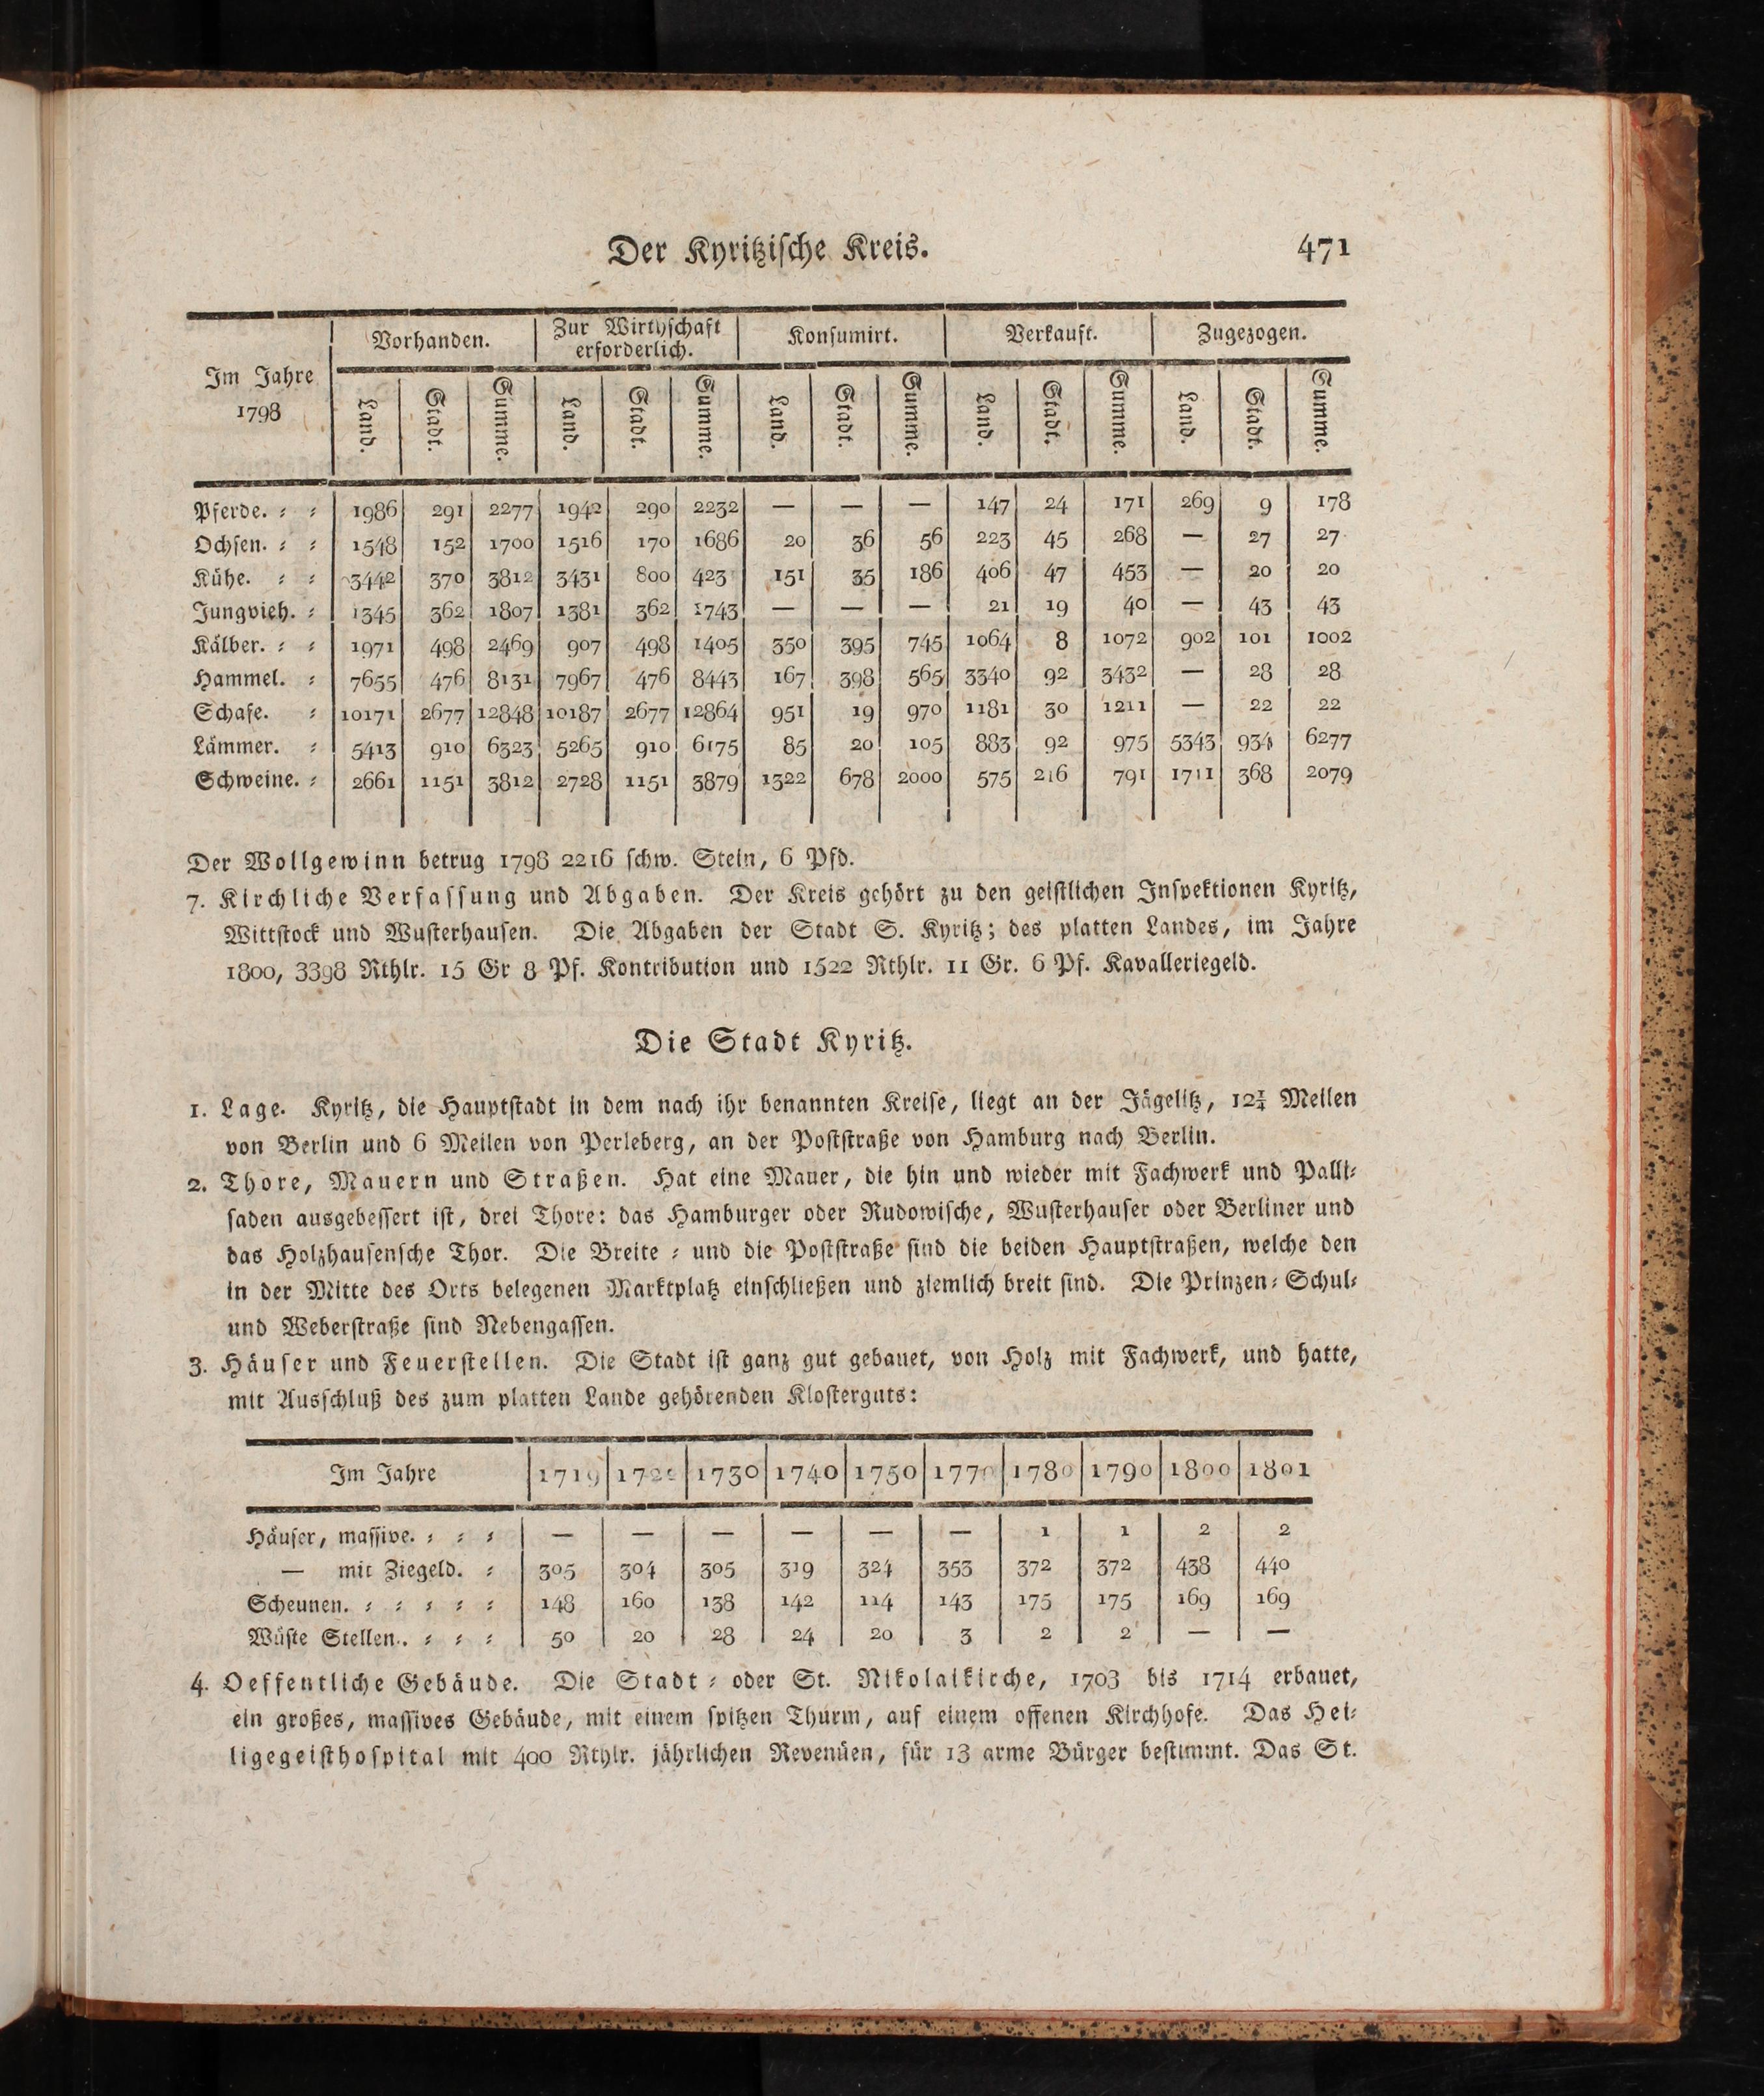 Der Kyritzische Kreis. 471
Im Jahre 1798 | Vorhanden. | Zur Wirthschaft erforderlich. | Konsumirt. | Verkauft. | Zugezogen.
Land. | Stadt. | Summe. | Land. | Stadt. | Summe. | Land. | Stadt. | Summe. | Land. | Stadt. | Summe. | Land. | Stadt. | Summe.
Pferde. ⸗ ⸗ | 1986 | 291 | 2277 | 1942 | 290 | 2232 | — | — | — | 147 | 24 | 171 | 269 | 9 | 178
Ochsen. ⸗ ⸗ | 1548 | 152 | 1700 | 1516 | 170 | 1686 | 20 | 36 | 56 | 223 | 45 | 268 | — | 27 | 27
Kühe. ⸗ ⸗ | 3442 | 370 | 3812 | 3431 | 800 | 423 | 151 | 35 | 186 | 406 | 47 | 453 | — | 20 | 20
Jungvieh. ⸗ | 1345 | 362 | 1807 | 1381 | 362 | 1743 | — | — | — | 21 | 19 | 40 | — | 43 | 43
Kälber. ⸗ ⸗ | 1971 | 498 | 2469 | 907 | 498 | 1405 | 350 | 395 | 745 | 1064 | 8 | 1072 | 902 | 101 | 1002
Hammel. ⸗ | 7655 | 476 | 8131 | 7967 | 476 | 8443 | 167 | 398 | 565 | 3340 | 92 | 3432 | — | 28 | 28
Schafe. ⸗ | 10171 | 2677 | 12848 | 10187 | 2677 | 12864 | 951 | 19 | 970 | 1181 | 30 | 1211 | — | 22 | 22
Lämmer. ⸗ | 5413 | 910 | 6323 | 5265 | 910 | 6175 | 85 | 20 | 105 | 883 | 92 | 975 | 5343 | 934 | 6277
Schweine. ⸗ | 2661 | 1151 | 3812 | 2728 | 1151 | 3879 | 1322 | 678 | 2000 | 575 | 216 | 791 | 1711 | 368 | 2079
Der Wollgewinn betrug 1798 2216 schw. Stein, 6 Pfd.
7. Kirchliche Verfassung und Abgaben. Der Kreis gehört zu den geistlichen Inspektionen Kyritz,
Wittstock und Wusterhausen. Die Abgaben der Stadt S. Kyritz; des platten Landes, im Jahre
1800, 3398 Rthlr. 15 Gr 8 Pf. Kontribution und 1522 Rthlr. 11 Gr. 6 Pf. Kavalleriegeld.
Die Stadt Kyritz.
1. Lage. Kyritz, die Hauptstadt in dem nach ihr benannten Kreise, liegt an der Jägelitz, 12¼ Meilen
von Berlin und 6 Meilen von Perleberg, an der Poststraße von Hamburg nach Berlin.
2. Thore, Mauern und Straßen. Hat eine Mauer, die hin und wieder mit Fachwerk und Palli⸗
saden ausgebessert ist, drei Thore: das Hamburger oder Rudowische, Wusterhauser oder Berliner und
das Holzhausensche Thor. Die Breite ⸗ und die Poststraße sind die beiden Hauptstraßen, welche den
in der Mitte des Orts belegenen Marktplatz einschließen und ziemlich breit sind. Die Prinzen⸗ Schul⸗
und Weberstraße sind Nebengassen.
3. Häuser und Feuerstellen. Die Stadt ist ganz gut gebauet, von Holz mit Fachwerk, und hatte,
mit Ausschluß des zum platten Lande gehörenden Klosterguts:
Im Jahre | 1719 | 1722 | 1730 | 1740 | 1750 | 1770 | 1780 | 1790 | 1800 | 1801
Häuser, massive. ⸗ ⸗ ⸗ | — | — | — | — | — | — | 1 | 1 | 2 | 2
— mit Ziegeld. ⸗ | 305 | 304 | 305 | 319 | 324 | 353 | 372 | 372 | 438 | 440
Scheunen. ⸗ ⸗ ⸗ ⸗ ⸗ | 148 | 160 | 138 | 142 | 114 | 143 | 175 | 175 | 169 | 169
Wüste Stellen. ⸗ ⸗ ⸗ | 50 | 20 | 28 | 24 | 20 | 3 | 2 | 2 | — | —
4. Oeffentliche Gebäude. Die Stadt ⸗ oder St. Nikolaikirche, 1703 bis 1714 erbauet,
ein großes, massives Gebäude, mit einem spitzen Thurm, auf einem offenen Kirchhofe. Das Hei⸗
ligegeisthospital mit 400 Rthlr. jährlichen Revenüen, für 13 arme Bürger bestimmt. Das St.